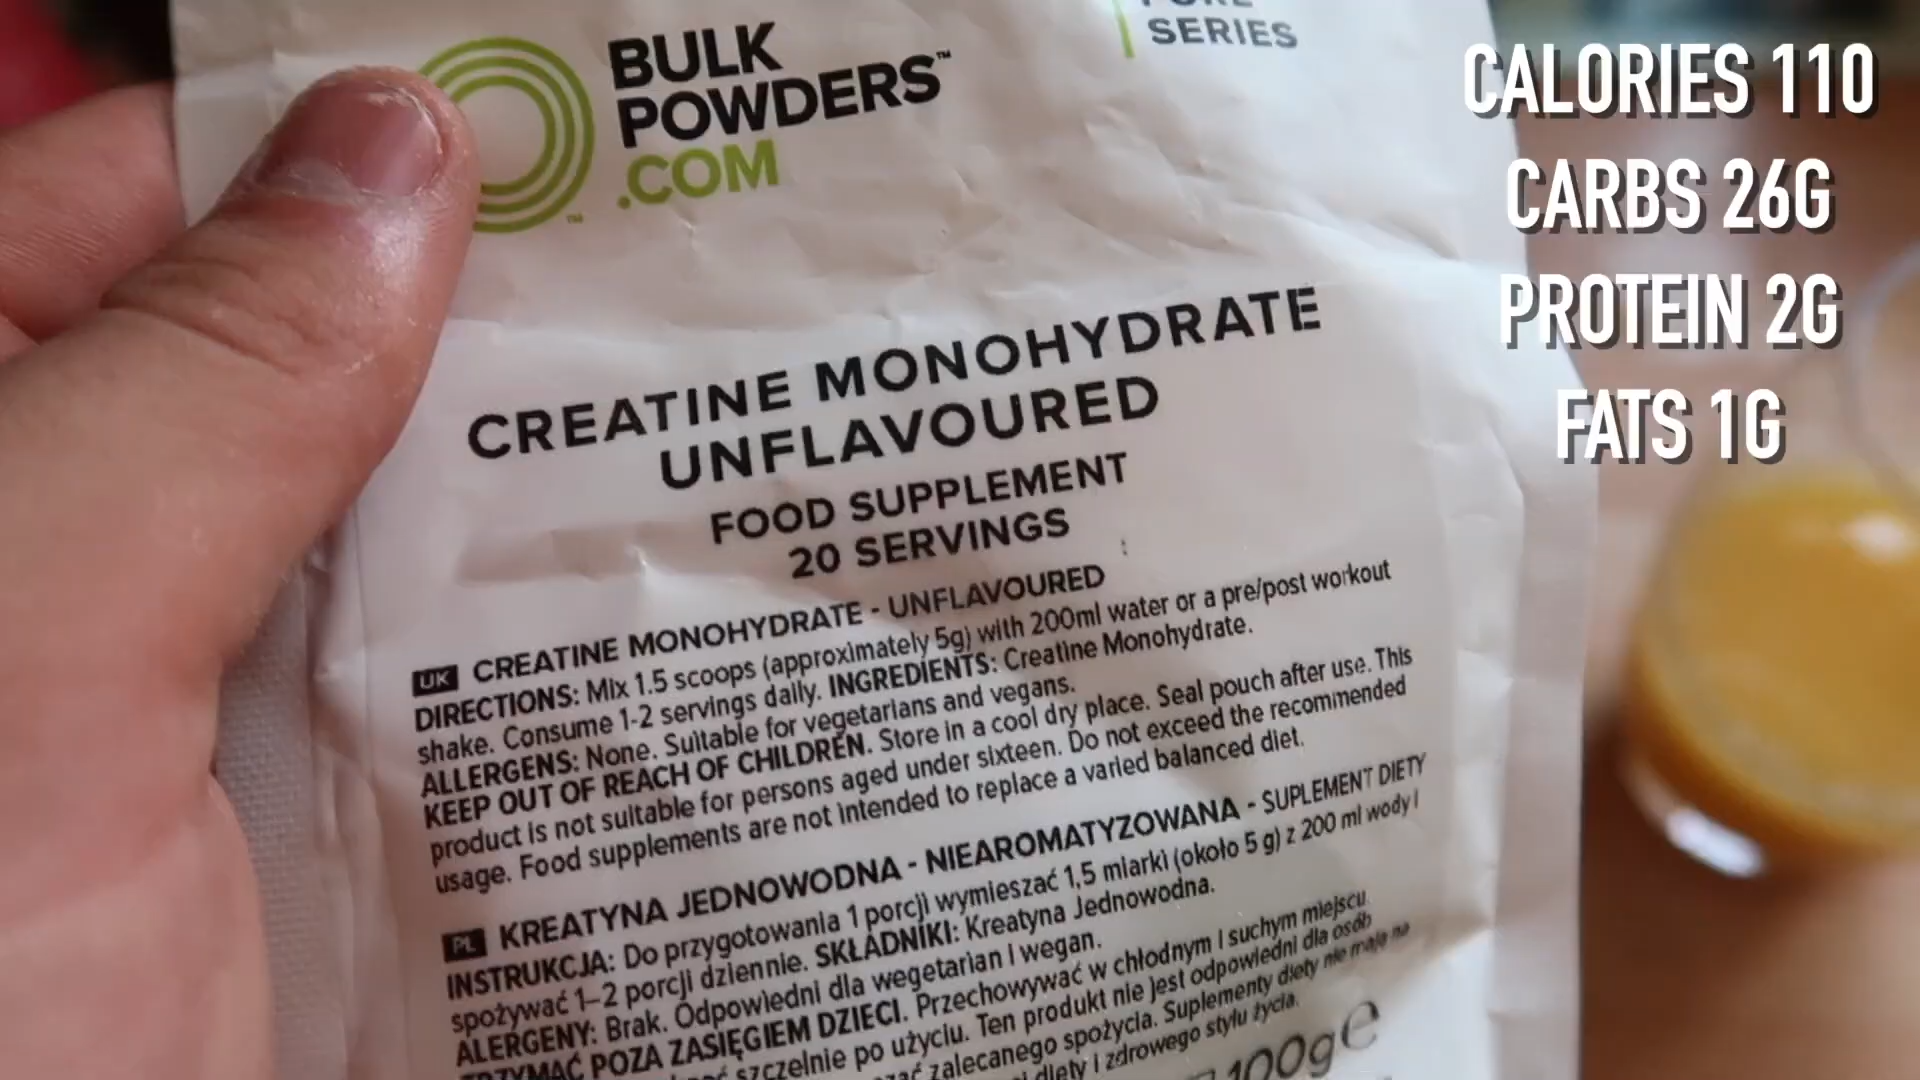 PURE
SERIES
BULK
POWDERS™
.COM
™
CREATINE MONOHYDRATE
UNFLAVOURED
FOOD SUPPLEMENT
20 SERVINGS
UK CREATINE MONOHYDRATE - UNFLAVOURED
DIRECTIONS: Mix 1.5 scoops (approximately 5g) with 200ml water or a pre/post workout
shake. Consume 1-2 servings daily. INGREDIENTS: Creatine Monohydrate.
ALLERGENS: None. Suitable for vegetarians and vegans.
KEEP OUT OF REACH OF CHILDREN. Store in a cool dry place. Seal pouch after use. This
product is not suitable for persons aged under sixteen. Do not exceed the recommended
usage. Food supplements are not intended to replace a varied balanced diet.
PL KREATYNA JEDNOWODNA - NIEAROMATYZOWANA - SUPLEMENT DIETY
INSTRUKCJA: Do przygotowania 1 porcji wymieszać 1,5 miarki (około 5 g) z 200 ml wody i
spożywać 1–2 porcji dziennie. SKŁADNIKI: Kreatyna Jednowodna.
ALERGENY: Brak. Odpowiedni dla wegetarian i wegan.
POZA ZASIĘGIEM DZIECI. Przechowywać w chłodnym i suchym miejscu.
szczelnie po użyciu. Ten produkt nie jest odpowiedni dla osób
zalecanego spożycia. Suplementy diety nie mają na
diety i zdrowego stylu życia.
100g e
CALORIES 110
CARBS 26G
PROTEIN 2G
FATS 1G